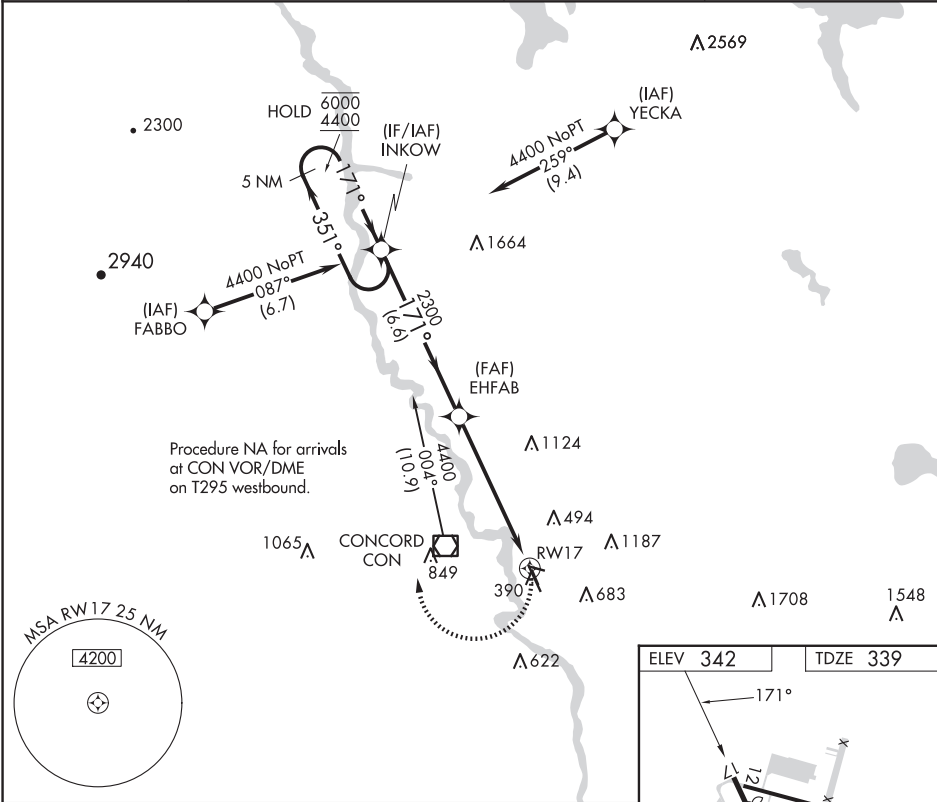 2569
(IAF)
YECKA
4400 NoPT
259°
(9.4)
HOLD
6000
4400
(IF/IAF)
INKOW
2300
5 NM
171°
351°
1664
2940
4400 NoPT
087°
(6.7)
(IAF)
FABBO
2300
171°
(6.6)
(FAF)
EHFAB
Procedure NA for arrivals
at CON VOR/DME
on T295 westbound.
4400
004°
(10.9)
1124
494
1187
1065
CONCORD
CON
849
RW17
390
683
1708
1548
622
MSA RW17 25 NM
4200
ELEV 342
TDZE 339
171°
17
12